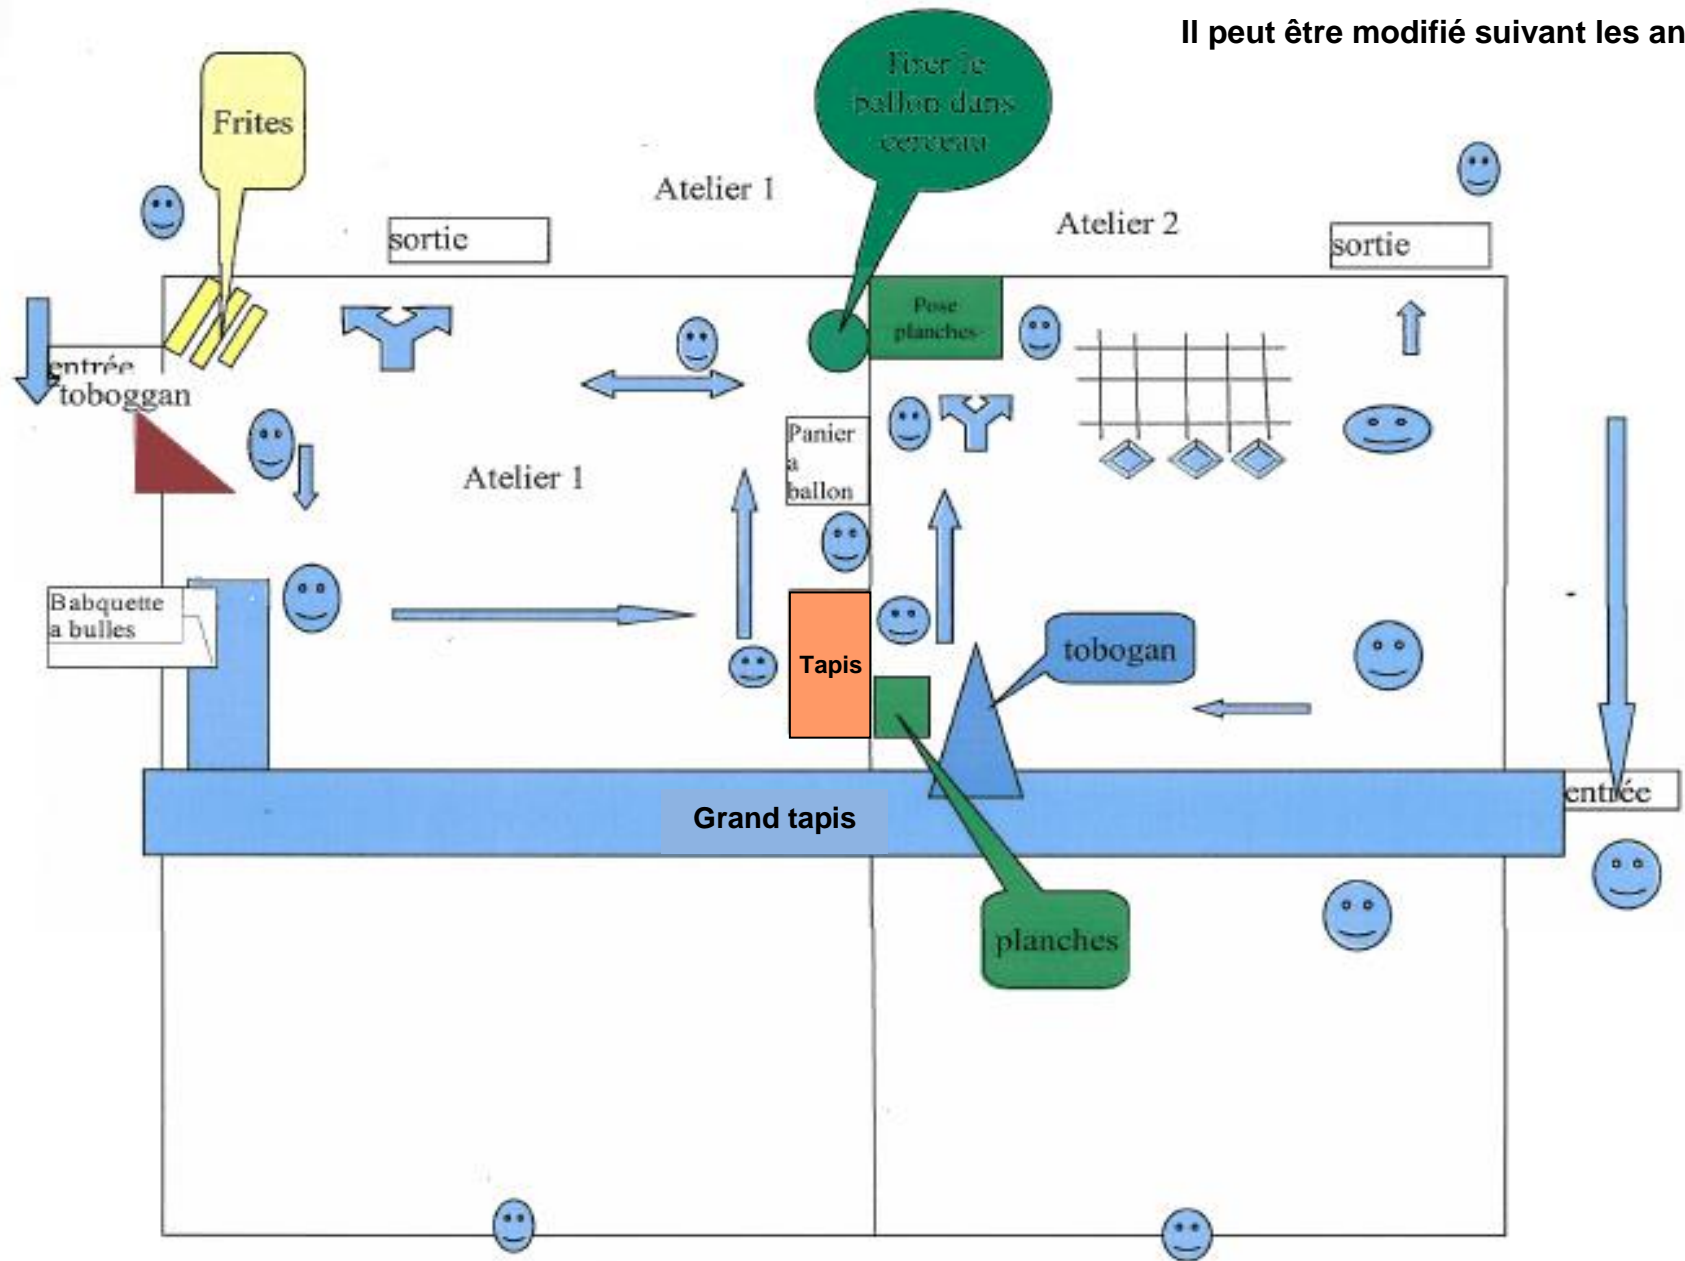 Il peut être modifié suivant les an
Frites
Fixer le
ballon dans
cerceau
Atelier 1
Atelier 2
sortie
sortie
Pose
planches
entrée
toboggan
Panier
a
ballon
Atelier 1
Babquette
a bulles
Tapis
tobogan
entrée
Grand tapis
planches